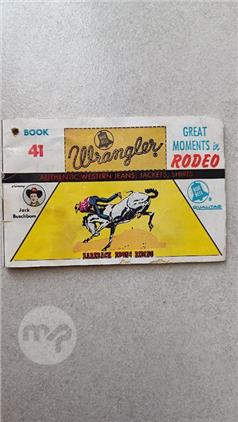 BOOK
41
Wrangler®
AUTHENTIC WESTERN JEANS, JACKETS, SHIRTS
GREAT
MOMENTS in
RODEO
Jack
Buschbom
BAREBACK BRONC RIDING